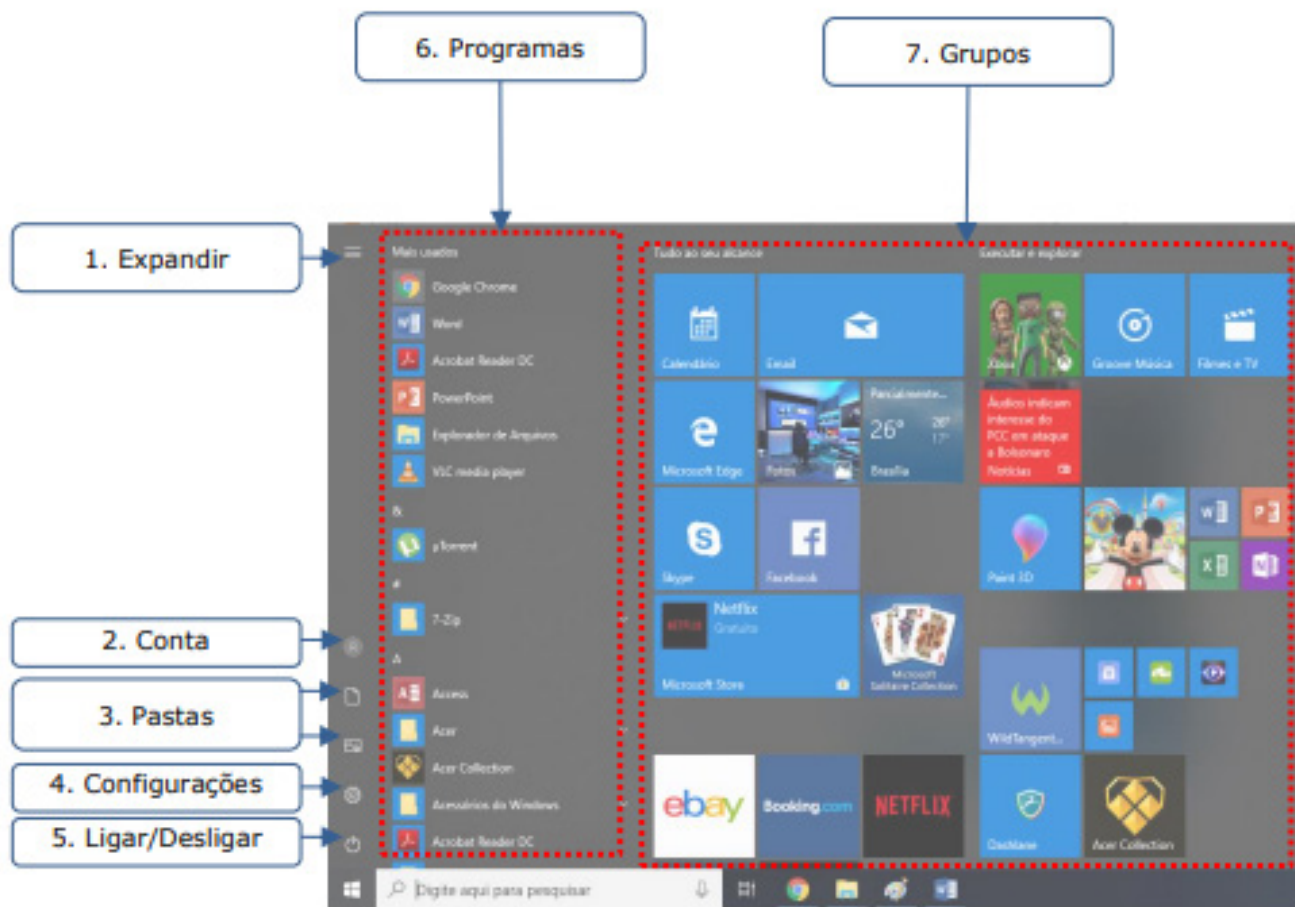 6. Programas
7. Grupos
1. Expandir
2. Conta
3. Pastas
4. Configurações
5. Ligar/Desligar
Mais usados
Google Chrome
Word
Acrobat Reader DC
PowerPoint
Explorador de Arquivos
VLC media player
&
µTorrent
#
7-Zip
A
Access
Acer
Acer Collection
Acessórios do Windows
Acrobat Reader DC
Tudo ao seu alcance
Calendário
Email
Microsoft Edge
Fotos
Parcialmente...
26°
26°
17°
Brasília
Skype
Facebook
Netflix
NETFLIX
Gratuito
Microsoft Store
Microsoft
Solitaire Collection
ebay
Booking.com
NETFLIX
Executar e explorar
Xbox
Groove Música
Filmes e TV
Áudios indicam
interesse do
PCC em ataque
a Bolsonaro
Notícias
Paint 3D
WildTangent...
Dashlane
Acer Collection
Digite aqui para pesquisar